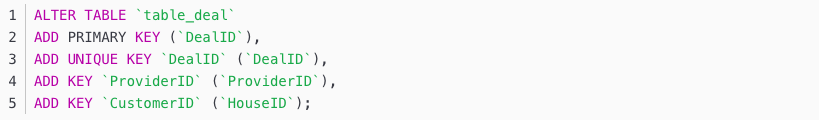 1 ALTER TABLE `table_deal`
2 ADD PRIMARY KEY (`DealID`),
3 ADD UNIQUE KEY `DealID` (`DealID`),
4 ADD KEY `ProviderID` (`ProviderID`),
5 ADD KEY `CustomerID` (`HouseID`);